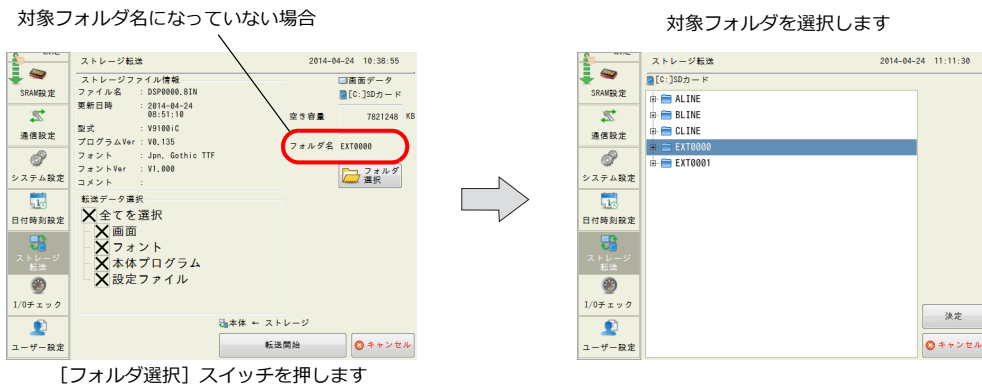 対象フォルダ名になっていない場合
SRAM設定
通信設定
システム設定
日付時刻設定
ストレージ
転送
I/Oチェック
ユーザー設定
ストレージ転送
2014-04-24 10:38:55
ストレージファイル情報
ファイル名 : DSP0000.BIN
更新日時 : 2014-04-24
08:51:10
型式 : V9100iC
プログラムVer : V0.135
フォント : Jpn. Gothic TTF
フォントVer : V1.000
コメント :
画面データ
[C:]SDカード
空き容量 7821248 KB
フォルダ名 EXT0000
フォルダ
選択
転送データ選択
全てを選択
画面
フォント
本体プログラム
設定ファイル
本体 ← ストレージ
転送開始
キャンセル
[フォルダ選択] スイッチを押します
対象フォルダを選択します
SRAM設定
通信設定
システム設定
日付時刻設定
ストレージ
転送
I/Oチェック
ユーザー設定
ストレージ転送
2014-04-24 11:11:30
[C:]SDカード
ALINE
BLINE
CLINE
EXT0000
EXT0001
決定
キャンセル